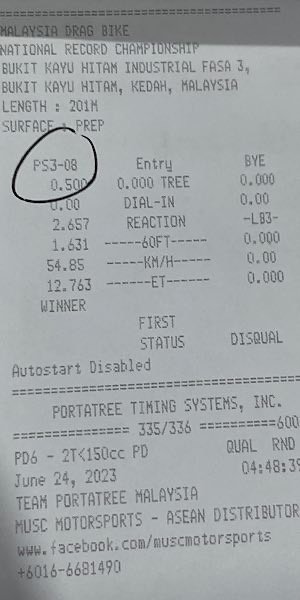 MALAYSIA DRAG BIKE
NATIONAL RECORD CHAMPIONSHIP
BUKIT KAYU HITAM INDUSTRIAL FASA 3,
BUKIT KAYU HITAM, KEDAH, MALAYSIA
LENGTH : 201M
SURFACE : PREP
PS3-08 Entry BYE
0.500 0.000 TREE 0.000
0.00 DIAL-IN 0.00
2.657 REACTION -LB3-
1.631 -----60FT----- 0.000
54.85 -----KM/H----- 0.00
12.763 ------ET------ 0.000
WINNER
FIRST
STATUS DISQUAL
Autostart Disabled
==============================
PORTATREE TIMING SYSTEMS, INC.
=============== 335/336 ==========600
PD6 - 2T<150cc PD QUAL RND
June 24, 2023 04:48:39
TEAM PORTATREE MALAYSIA
MUSC MOTORSPORTS - ASEAN DISTRIBUTOR
www.facebook.com/muscmotorsports
+6016-6681490